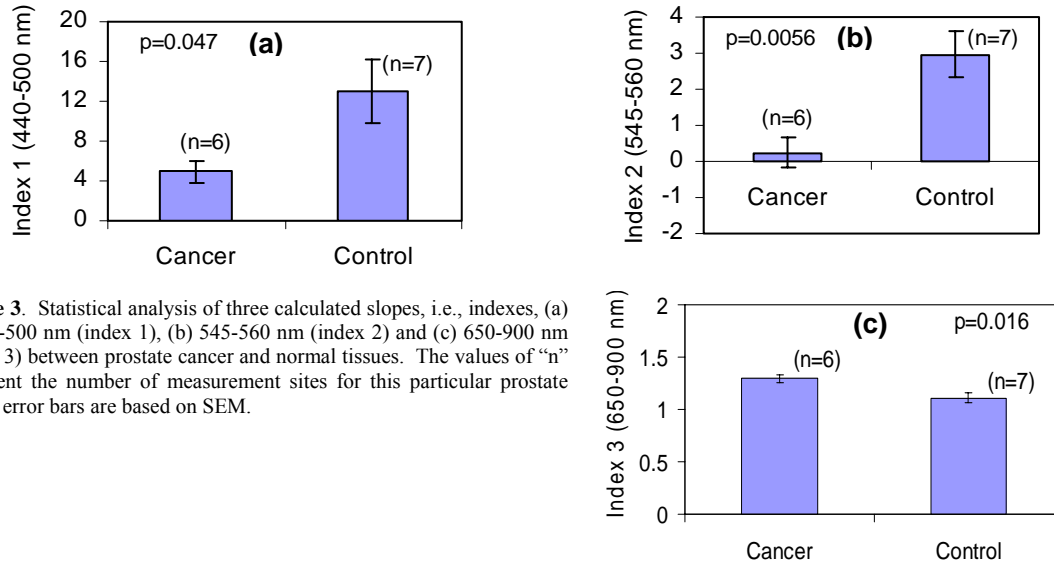 20
16
12
8
4
0
Index 1 (440-500 nm)
p=0.047
(a)
(n=6)
(n=7)
Cancer Control
4
3
2
1
0
-1
-2
Index 2 (545-560 nm)
p=0.0056
(b)
(n=6)
(n=7)
Cancer Control
3. Statistical analysis of three calculated slopes, i.e., indexes, (a)
-500 nm (index 1), (b) 545-560 nm (index 2) and (c) 650-900 nm
3) between prostate cancer and normal tissues. The values of “n”
the number of measurement sites for this particular prostate
error bars are based on SEM.
2
1.5
1
0.5
0
Index 3 (650-900 nm)
(c)
p=0.016
(n=6)
(n=7)
Cancer Control